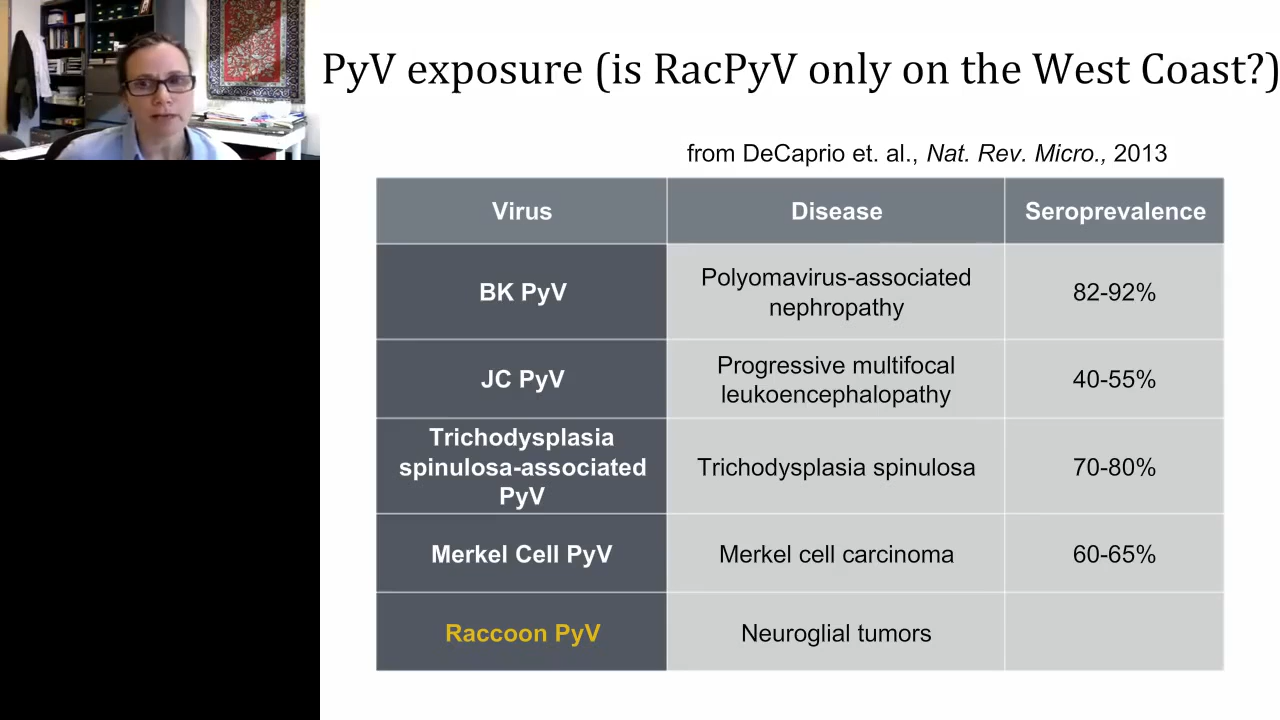 PyV exposure (is RacPyV only on the West Coast?)
from DeCaprio et. al., Nat. Rev. Micro., 2013
Virus Disease Seroprevalence
BK PyV Polyomavirus-associated nephropathy 82-92%
JC PyV Progressive multifocal leukoencephalopathy 40-55%
Trichodysplasia spinulosa-associated PyV Trichodysplasia spinulosa 70-80%
Merkel Cell PyV Merkel cell carcinoma 60-65%
Raccoon PyV Neuroglial tumors